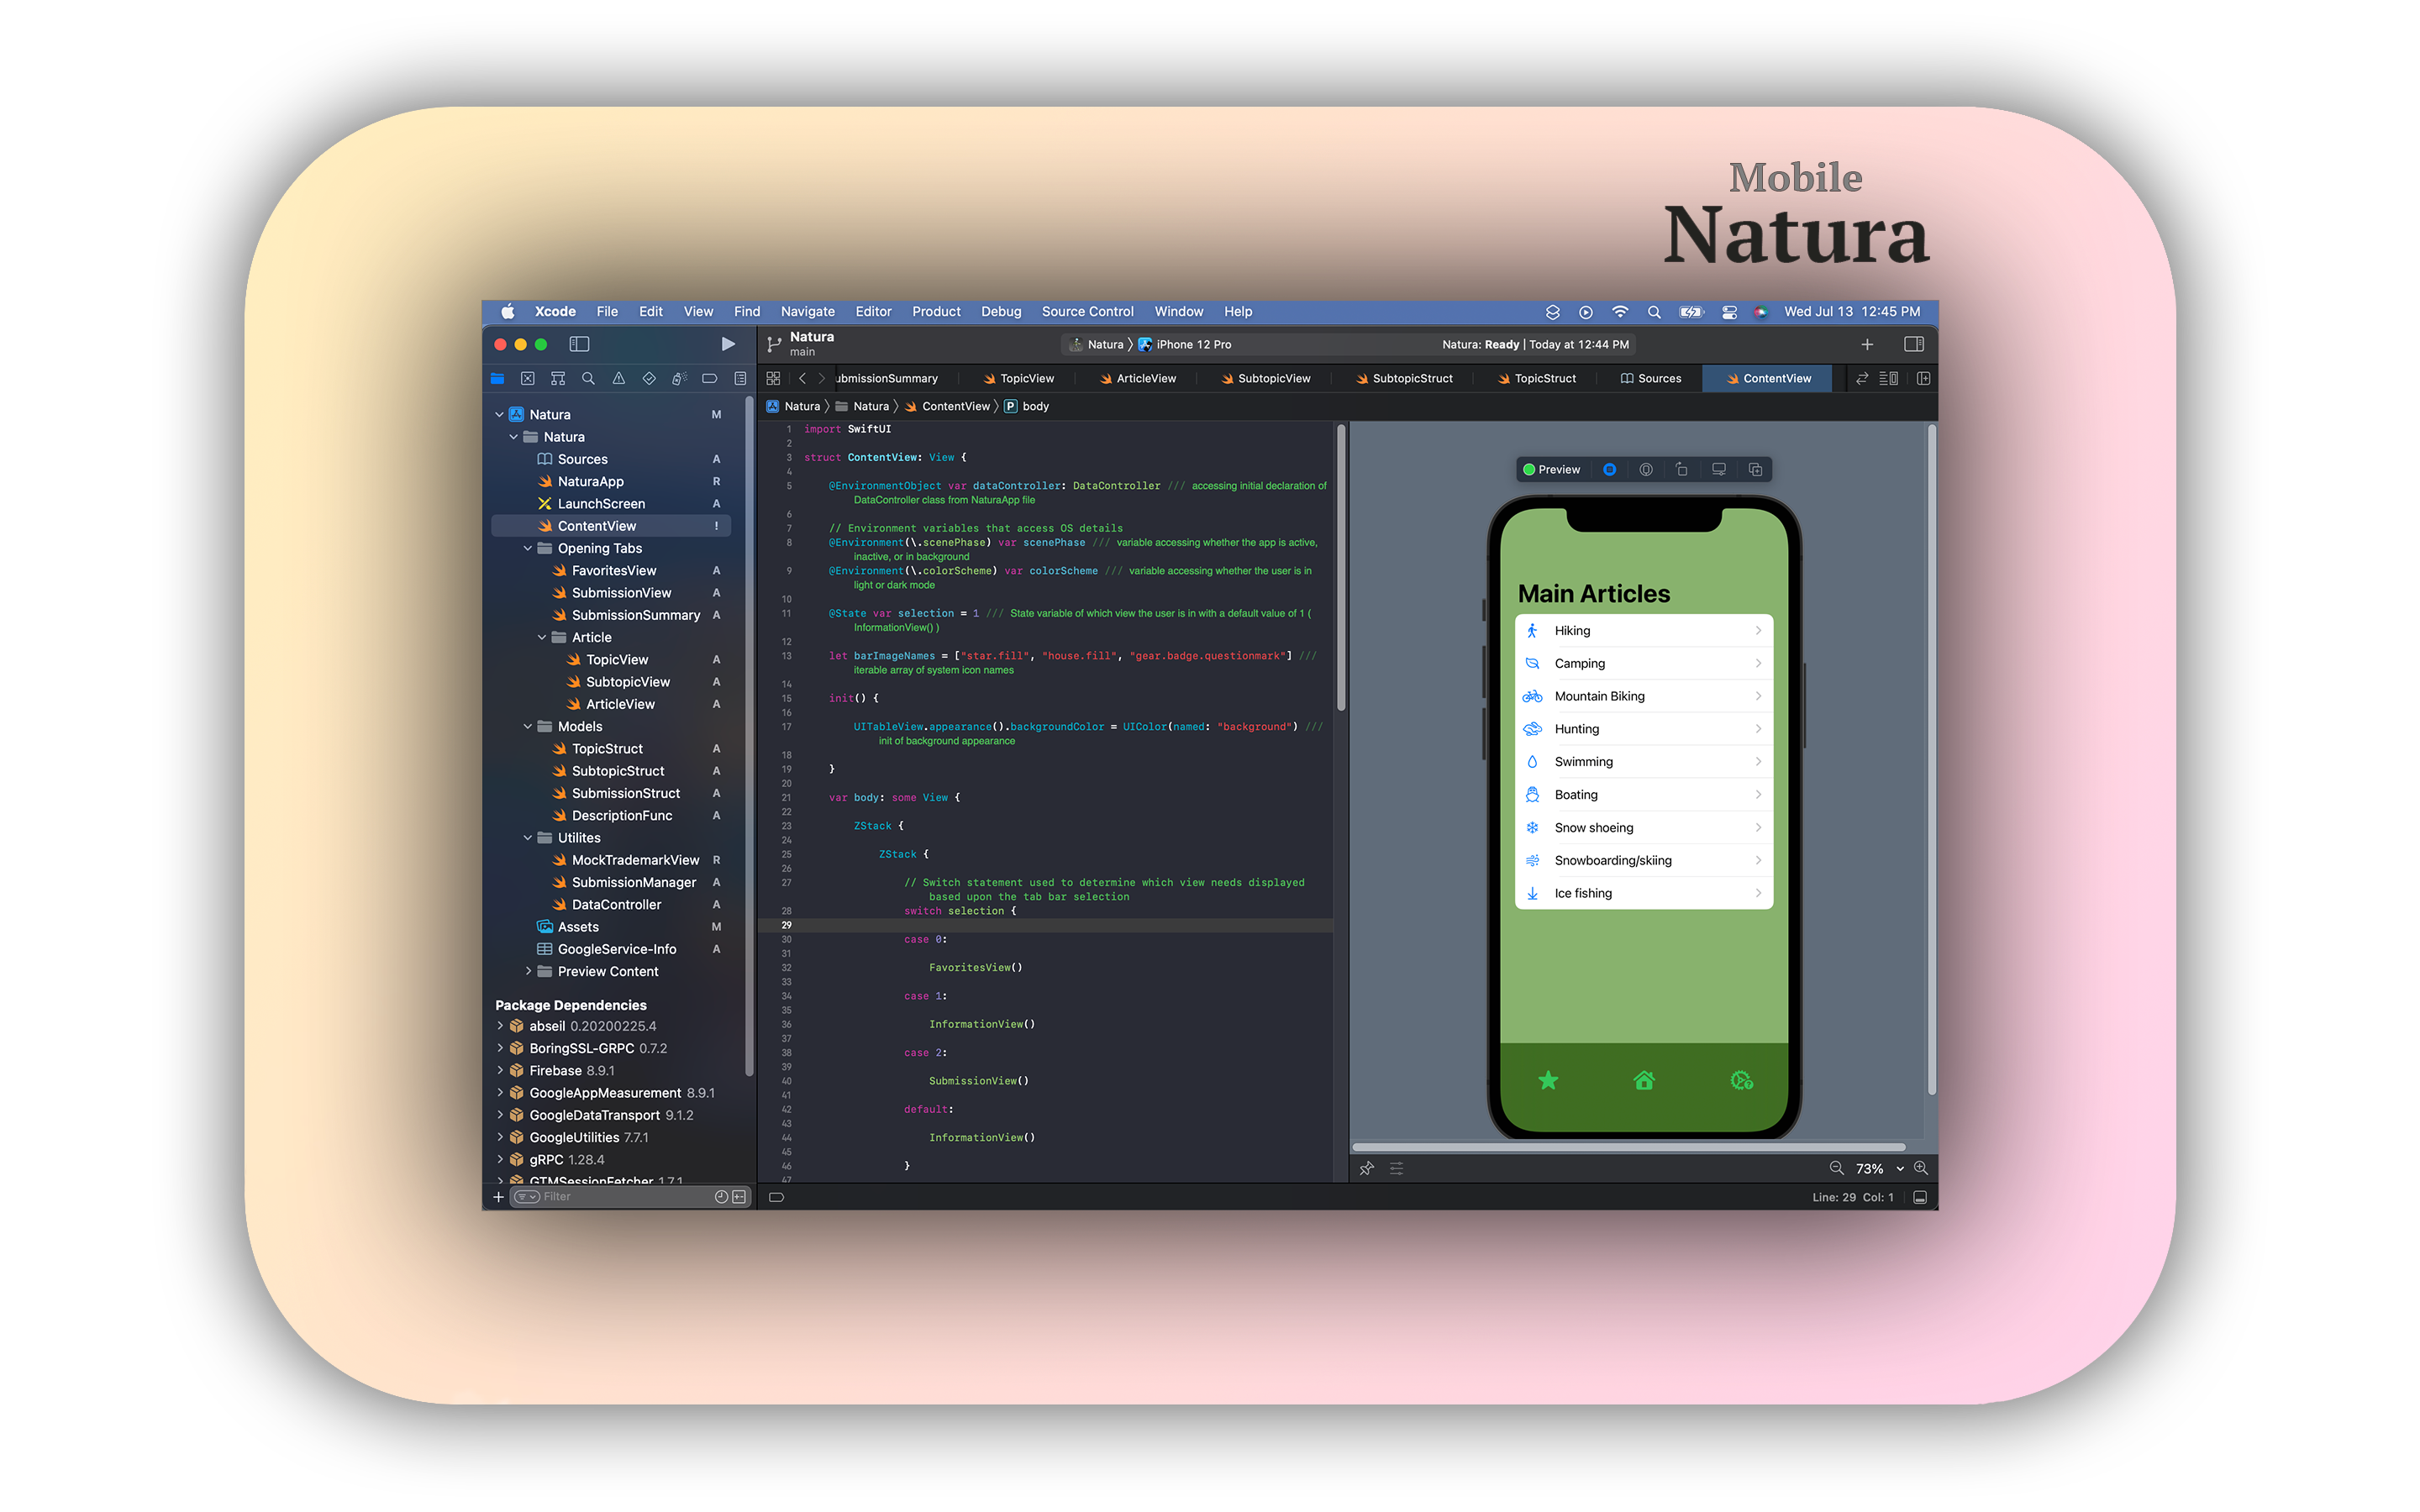 Mobile
Natura
Xcode File Edit View Find Navigate Editor Product Debug Source Control Window Help Wed Jul 13 12:45 PM
Natura
main
Natura 〉 iPhone 12 Pro
Natura: Ready | Today at 12:44 PM
ubmissionSummary TopicView ArticleView SubtopicView SubtopicStruct TopicStruct Sources ContentView
Natura 〉 Natura 〉 ContentView 〉 P body
Natura M
Natura
Sources A
NaturaApp R
LaunchScreen A
ContentView !
Opening Tabs
FavoritesView A
SubmissionView A
SubmissionSummary A
Article
TopicView A
SubtopicView A
ArticleView A
Models
TopicStruct A
SubtopicStruct A
SubmissionStruct A
DescriptionFunc A
Utilites
MockTrademarkView R
SubmissionManager A
DataController A
Assets M
GoogleService-Info A
Preview Content
Package Dependencies
abseil 0.20200225.4
BoringSSL-GRPC 0.7.2
Firebase 8.9.1
GoogleAppMeasurement 8.9.1
GoogleDataTransport 9.1.2
GoogleUtilities 7.7.1
gRPC 1.28.4
GTMSessionFetcher 1.7.1
Filter
1 import SwiftUI
2
3 struct ContentView: View {
4
5 @EnvironmentObject var dataController: DataController /// accessing initial declaration of
DataController class from NaturaApp file
6
7 // Environment variables that access OS details
8 @Environment(\.scenePhase) var scenePhase /// variable accessing whether the app is active,
inactive, or in background
9 @Environment(\.colorScheme) var colorScheme /// variable accessing whether the user is in
light or dark mode
10
11 @State var selection = 1 /// State variable of which view the user is in with a default value of 1 (
InformationView() )
12
13 let barImageNames = ["star.fill", "house.fill", "gear.badge.questionmark"] ///
iterable array of system icon names
14
15 init() {
16
17 UITableView.appearance().backgroundColor = UIColor(named: "background") ///
init of background appearance
18
19 }
20
21 var body: some View {
22
23 ZStack {
24
25 ZStack {
26
27 // Switch statement used to determine which view needs displayed
based upon the tab bar selection
28 switch selection {
29
30 case 0:
31
32 FavoritesView()
33
34 case 1:
35
36 InformationView()
37
38 case 2:
39
40 SubmissionView()
41
42 default:
43
44 InformationView()
45
46 }
47
Preview
Main Articles
Hiking
Camping
Mountain Biking
Hunting
Swimming
Boating
Snow shoeing
Snowboarding/skiing
Ice fishing
73%
Line: 29 Col: 1